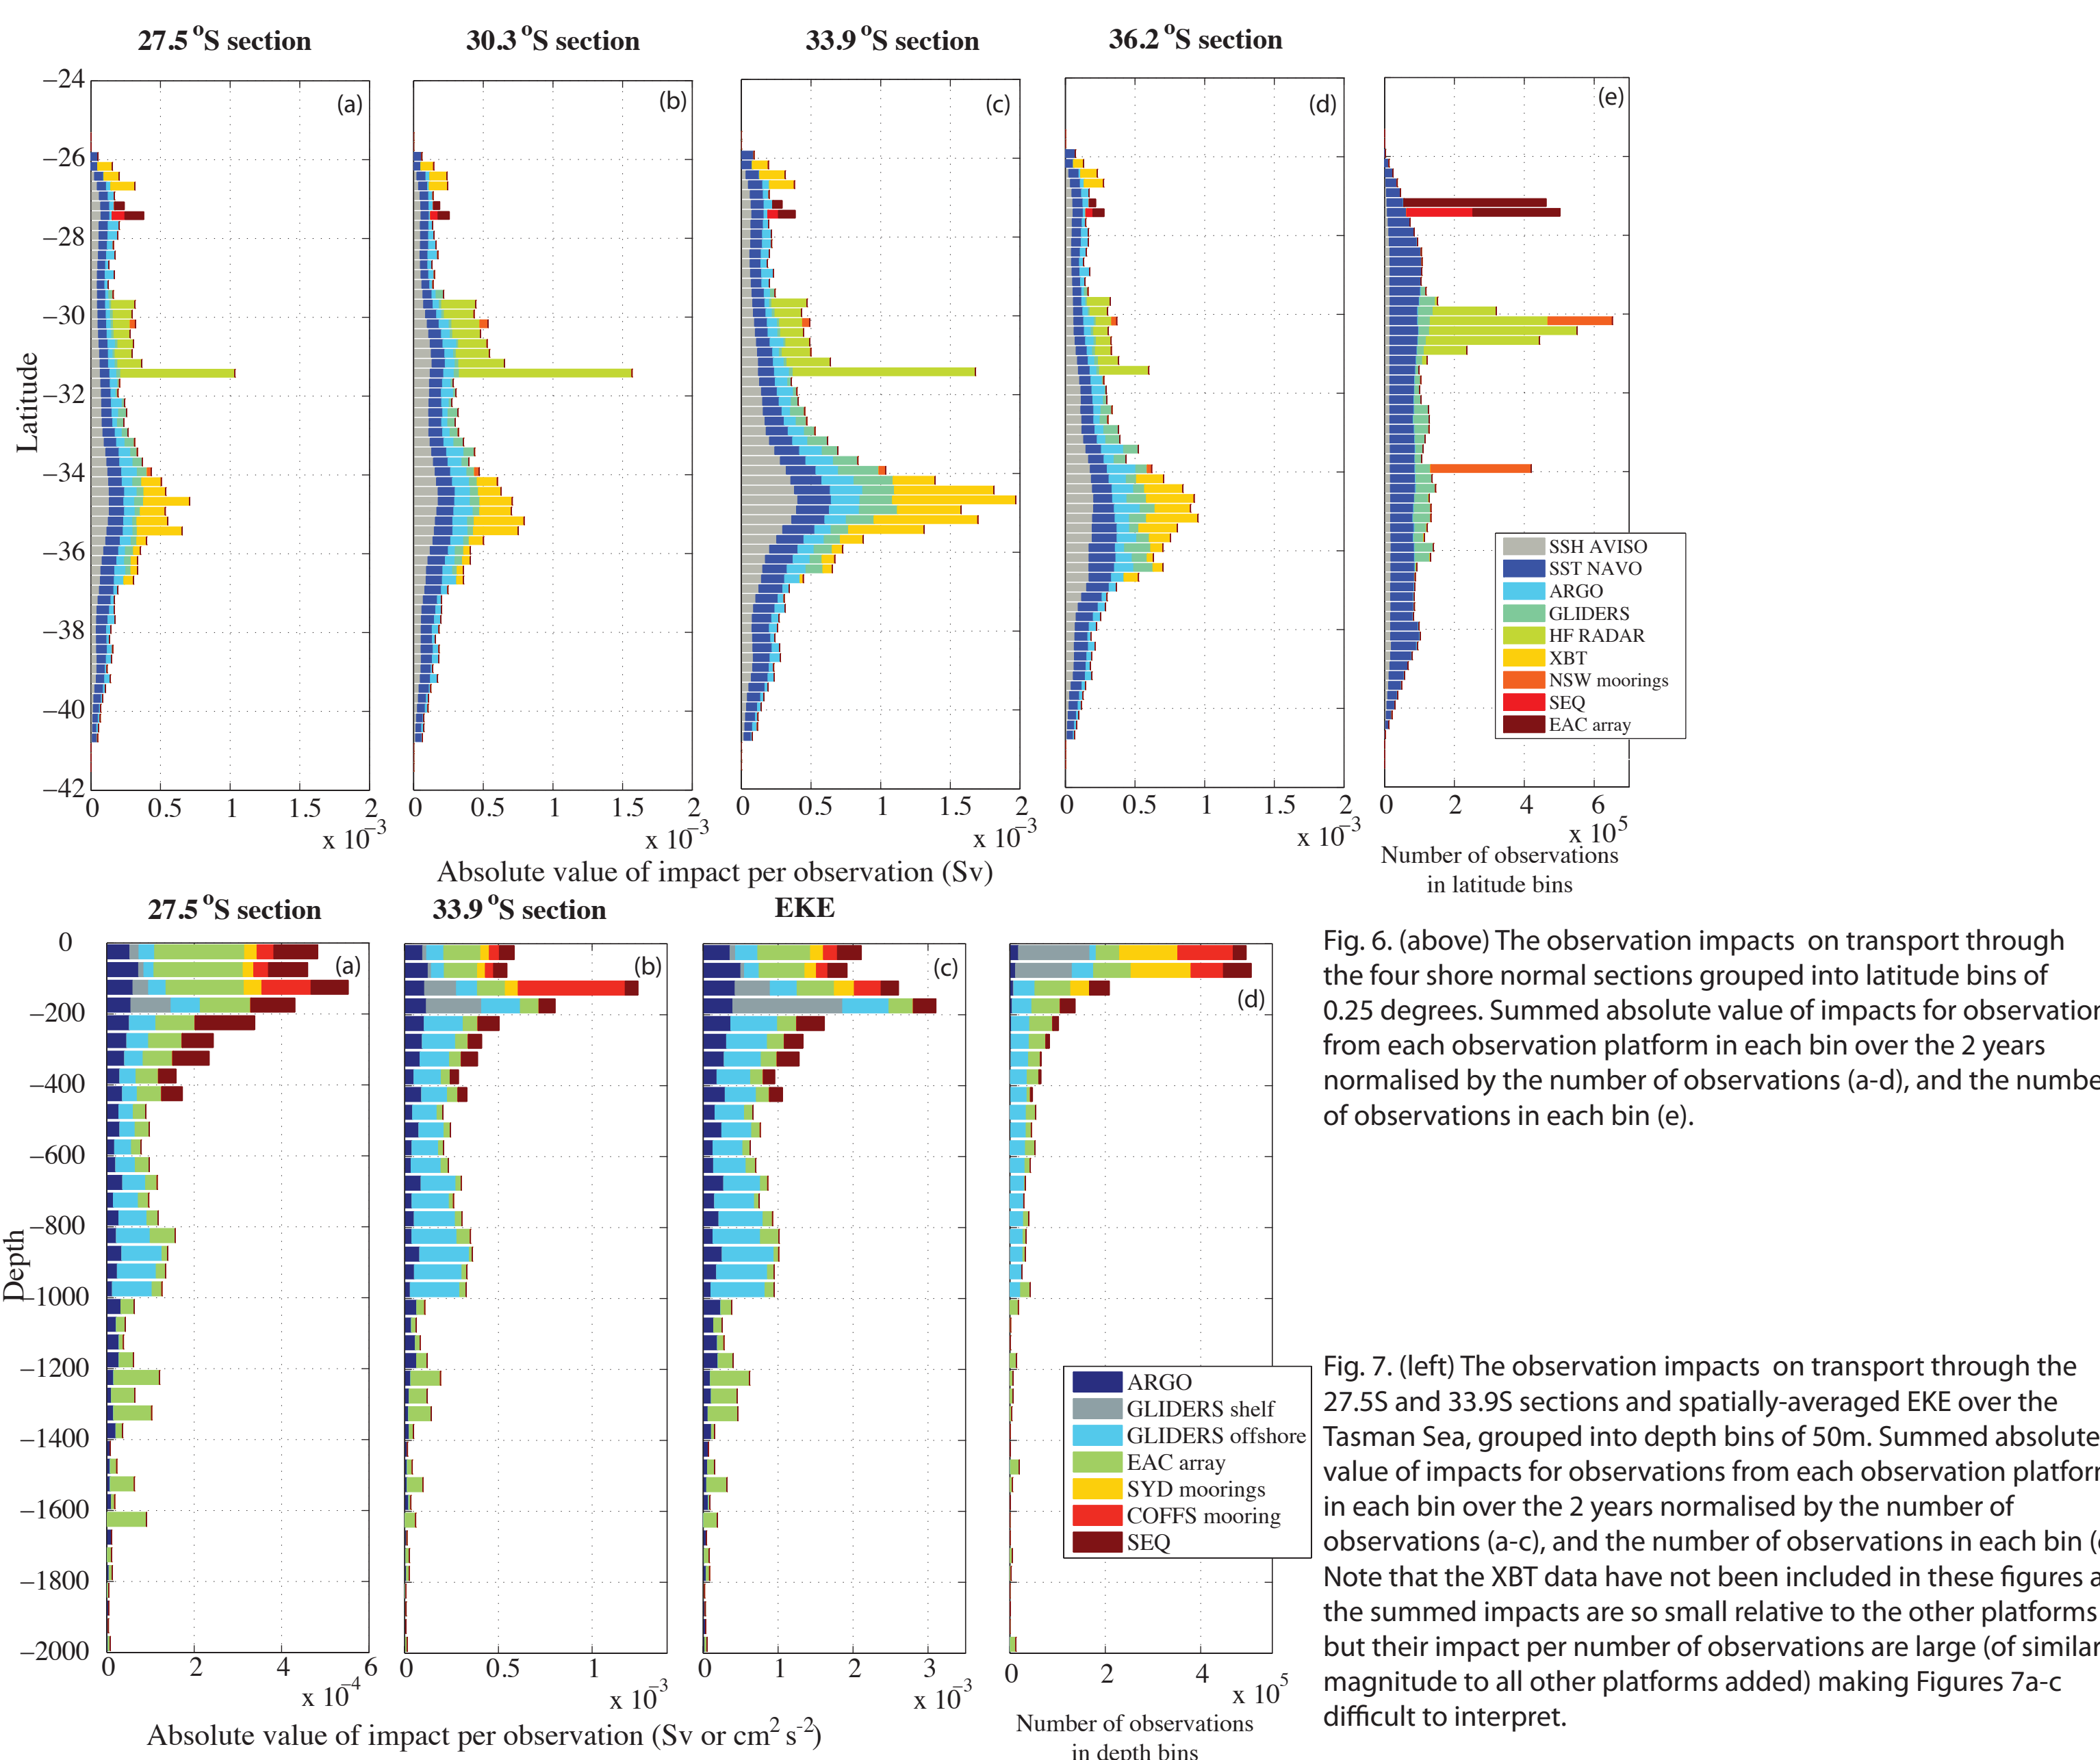 27.5 °S section
30.3 °S section
33.9 °S section
36.2 °S section
(a)
(b)
(c)
(d)
(e)
Latitude
−24
−26
−28
−30
−32
−34
−36
−38
−40
−42
0 0.5 1 1.5 2
x 10⁻³
0 0.5 1 1.5 2
x 10⁻³
0 0.5 1 1.5 2
x 10⁻³
0 0.5 1 1.5 2
x 10⁻³
0 2 4 6
x 10⁵
SSH AVISO
SST NAVO
ARGO
GLIDERS
HF RADAR
XBT
NSW moorings
SEQ
EAC array
Absolute value of impact per observation (Sv)
Number of observations
in latitude bins
27.5 °S section
33.9 °S section
EKE
(a)
(b)
(c)
(d)
Depth
0
−200
−400
−600
−800
−1000
−1200
−1400
−1600
−1800
−2000
0 2 4 6
x 10⁻⁴
0 0.5 1
x 10⁻³
0 1 2 3
x 10⁻³
0 2 4
x 10⁵
ARGO
GLIDERS shelf
GLIDERS offshore
EAC array
SYD moorings
COFFS mooring
SEQ
Absolute value of impact per observation (Sv or cm² s⁻²)
Number of observations
in depth bins
Fig. 6. (above) The observation impacts on transport through
the four shore normal sections grouped into latitude bins of
0.25 degrees. Summed absolute value of impacts for observation
from each observation platform in each bin over the 2 years
normalised by the number of observations (a-d), and the numbe
of observations in each bin (e).
Fig. 7. (left) The observation impacts on transport through the
27.5S and 33.9S sections and spatially-averaged EKE over the
Tasman Sea, grouped into depth bins of 50m. Summed absolute
value of impacts for observations from each observation platfor
in each bin over the 2 years normalised by the number of
observations (a-c), and the number of observations in each bin (
Note that the XBT data have not been included in these figures a
the summed impacts are so small relative to the other platforms
but their impact per number of observations are large (of similar
magnitude to all other platforms added) making Figures 7a-c
difficult to interpret.